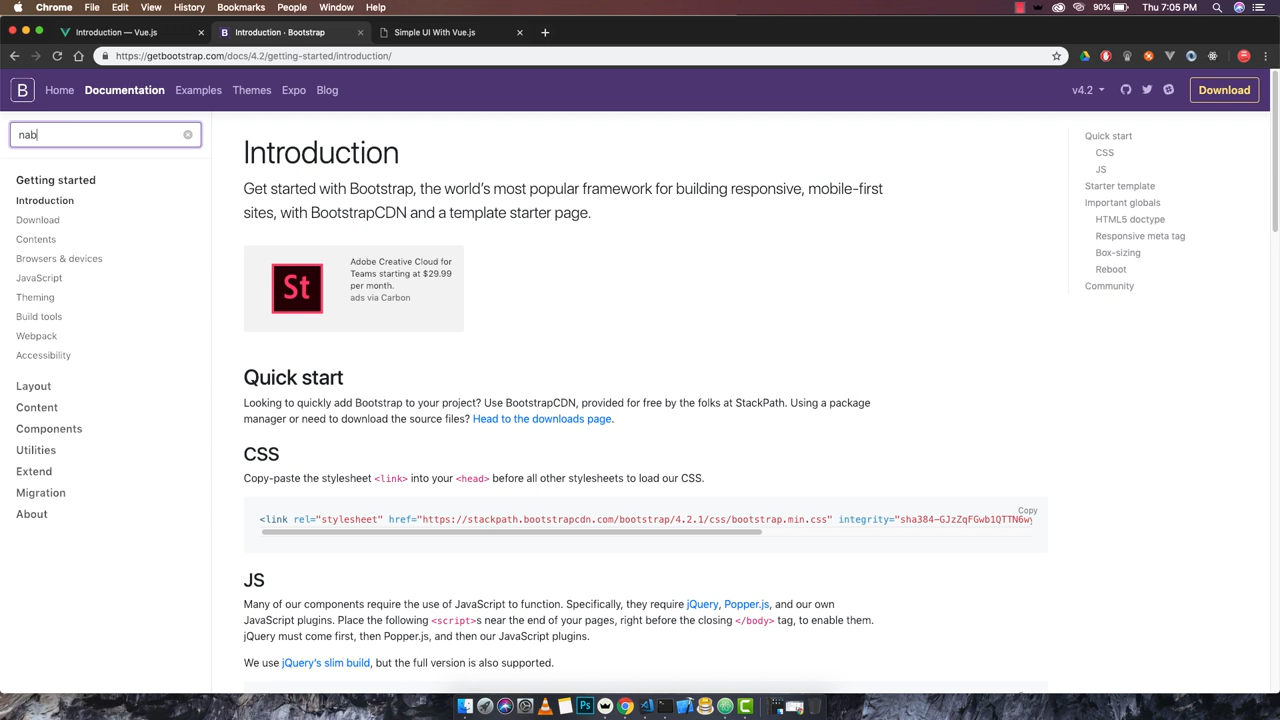 Chrome File Edit View History Bookmarks People Window Help 90% Thu 7:05 PM
Introduction — Vue.js Introduction · Bootstrap Simple UI With Vue.js
https://getbootstrap.com/docs/4.2/getting-started/introduction/
B Home Documentation Examples Themes Expo Blog v4.2 Download
nab
Getting started
Introduction
Download
Contents
Browsers & devices
JavaScript
Theming
Build tools
Webpack
Accessibility
Layout
Content
Components
Utilities
Extend
Migration
About
Introduction
Get started with Bootstrap, the world's most popular framework for building responsive, mobile-first
sites, with BootstrapCDN and a template starter page.
St
Adobe Creative Cloud for
Teams starting at $29.99
per month.
ads via Carbon
Quick start
Looking to quickly add Bootstrap to your project? Use BootstrapCDN, provided for free by the folks at StackPath. Using a package
manager or need to download the source files? Head to the downloads page.
CSS
Copy-paste the stylesheet <link> into your <head> before all other stylesheets to load our CSS.
Copy
<link rel="stylesheet" href="https://stackpath.bootstrapcdn.com/bootstrap/4.2.1/css/bootstrap.min.css" integrity="sha384-GJzZqFGwb1QTTN6wy
JS
Many of our components require the use of JavaScript to function. Specifically, they require jQuery, Popper.js, and our own
JavaScript plugins. Place the following <script>s near the end of your pages, right before the closing </body> tag, to enable them.
jQuery must come first, then Popper.js, and then our JavaScript plugins.
We use jQuery's slim build, but the full version is also supported.
Quick start
CSS
JS
Starter template
Important globals
HTML5 doctype
Responsive meta tag
Box-sizing
Reboot
Community
Ps